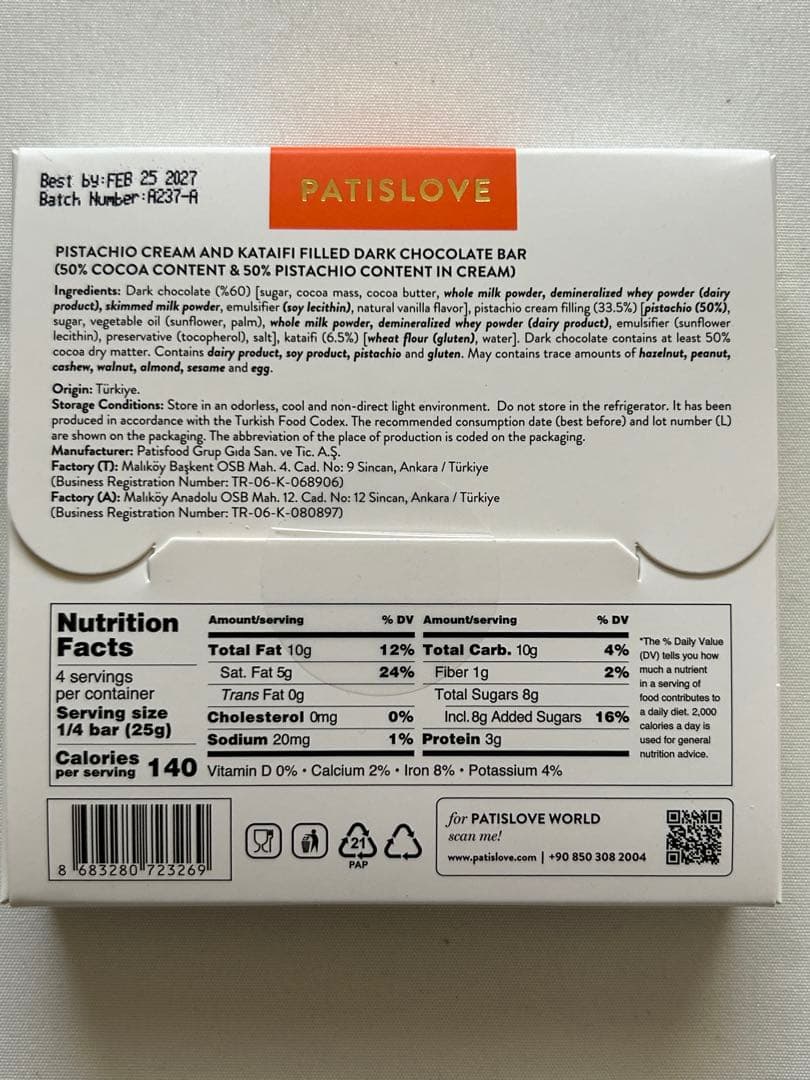 Best by:FEB 25 2027
Batch Number:A237-A
PATISLOVE
PISTACHIO CREAM AND KATAIFI FILLED DARK CHOCOLATE BAR
(50% COCOA CONTENT & 50% PISTACHIO CONTENT IN CREAM)
Ingredients: Dark chocolate (%60) [sugar, cocoa mass, cocoa butter, whole milk powder, demineralized whey powder (dairy
product), skimmed milk powder, emulsifier (soy lecithin), natural vanilla flavor], pistachio cream filling (33.5%) [pistachio (50%),
sugar, vegetable oil (sunflower, palm), whole milk powder, demineralized whey powder (dairy product), emulsifier (sunflower
lecithin), preservative (tocopherol), salt], kataifi (6.5%) [wheat flour (gluten), water]. Dark chocolate contains at least 50%
cocoa dry matter. Contains dairy product, soy product, pistachio and gluten. May contain trace amounts of hazelnut, peanut,
cashew, walnut, almond, sesame and egg.
Origin: Türkiye.
Storage Conditions: Store in an odorless, cool and non-direct light environment. Do not store in the refrigerator. It has been
produced in accordance with the Turkish Food Codex. The recommended consumption date (best before) and lot number (L)
are shown on the packaging. The abbreviation of the place of production is coded on the packaging.
Manufacturer: Patisfood Grup Gıda San. ve Tic. A.Ş.
Factory (T): Malıköy Başkent OSB Mah. 4. Cad. No: 9 Sincan, Ankara / Türkiye
(Business Registration Number: TR-06-K-068906)
Factory (A): Malıköy Anadolu OSB Mah. 12. Cad. No: 12 Sincan, Ankara / Türkiye
(Business Registration Number: TR-06-K-080897)
Nutrition
Facts
4 servings
per container
Serving size
1/4 bar (25g)
Calories
per serving 140
Amount/serving % DV
Total Fat 10g 12%
Sat. Fat 5g 24%
Trans Fat 0g
Cholesterol 0mg 0%
Sodium 20mg 1%
Amount/serving % DV
Total Carb. 10g 4%
Fiber 1g 2%
Total Sugars 8g
Incl. 8g Added Sugars 16%
Protein 3g
Vitamin D 0% • Calcium 2% • Iron 8% • Potassium 4%
*The % Daily Value
(DV) tells you how
much a nutrient
in a serving of
food contributes to
a daily diet. 2,000
calories a day is
used for general
nutrition advice.
8 683280 723269
21
PAP
for PATISLOVE WORLD
scan me!
www.patislove.com | +90 850 308 2004